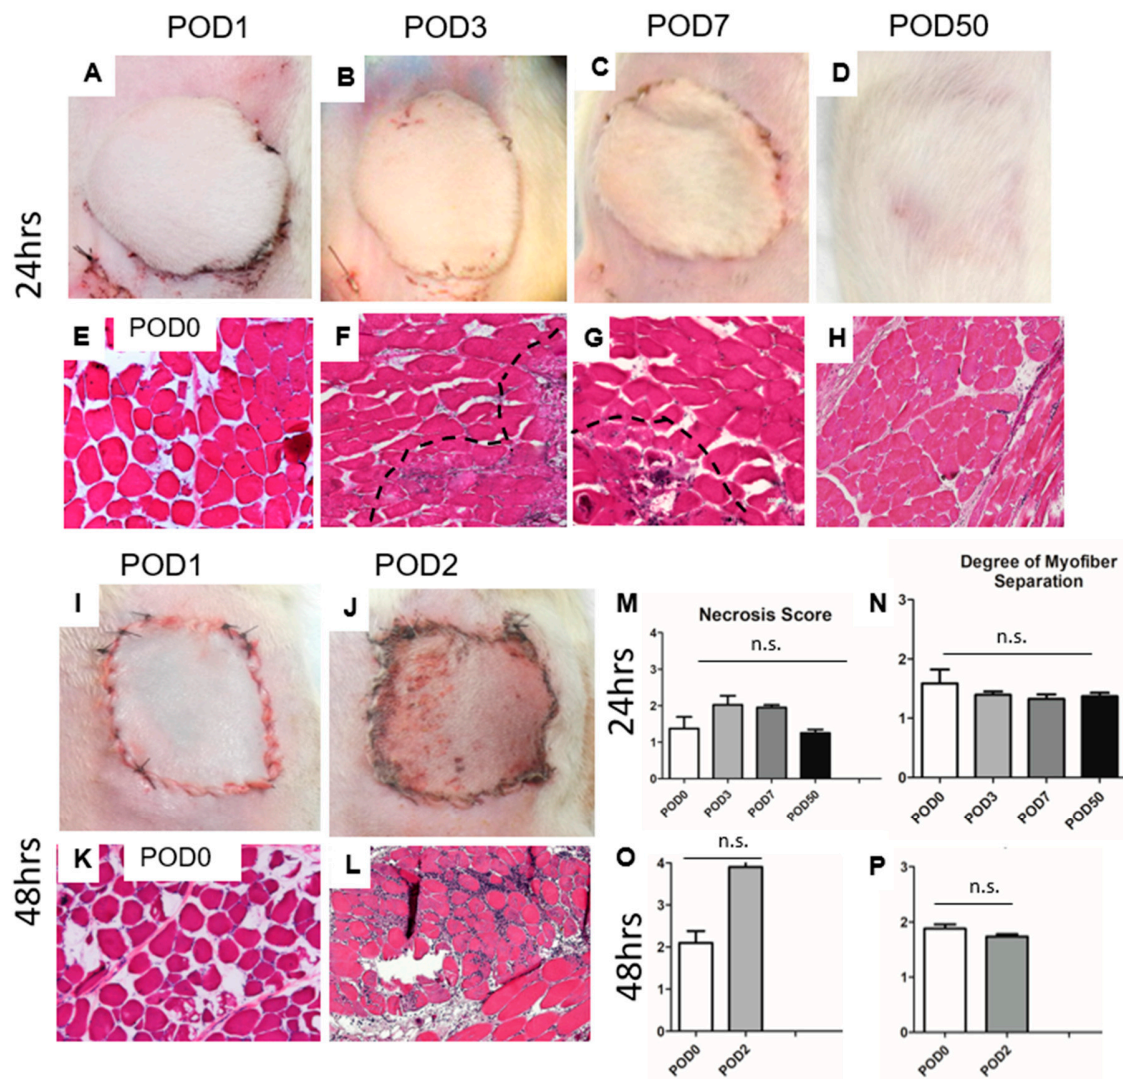 POD1 POD3 POD7 POD50
A B C D
24hrs
E POD0 F G H
POD1 POD2
I J
48hrs
K POD0 L
M Necrosis Score
n.s.
24hrs
4
3
2
1
0
POD0 POD3 POD7 POD50
N Degree of Myofiber
Separation
n.s.
3
2
1
0
POD0 POD3 POD7 POD50
O n.s.
48hrs
4
3
2
1
0
POD0 POD2
P n.s.
3
2
1
0
POD0 POD2